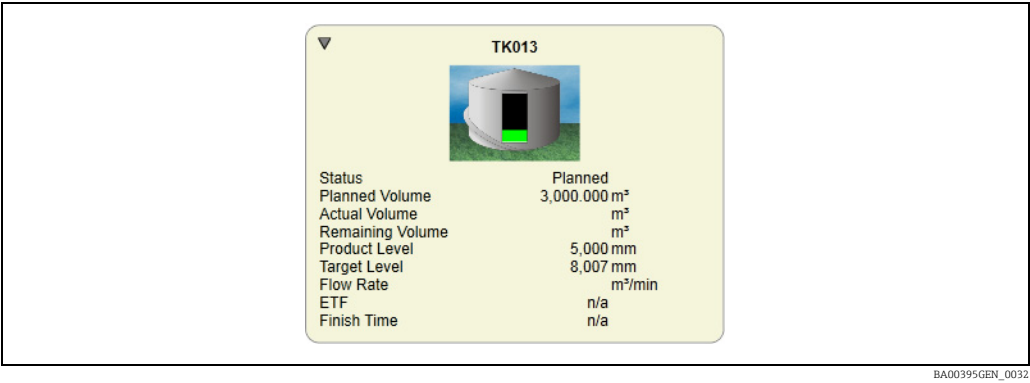 TK013
Status Planned
Planned Volume 3,000.000 m³
Actual Volume m³
Remaining Volume m³
Product Level 5,000 mm
Target Level 8,007 mm
Flow Rate m³/min
ETF n/a
Finish Time n/a
BA00395GEN_0032